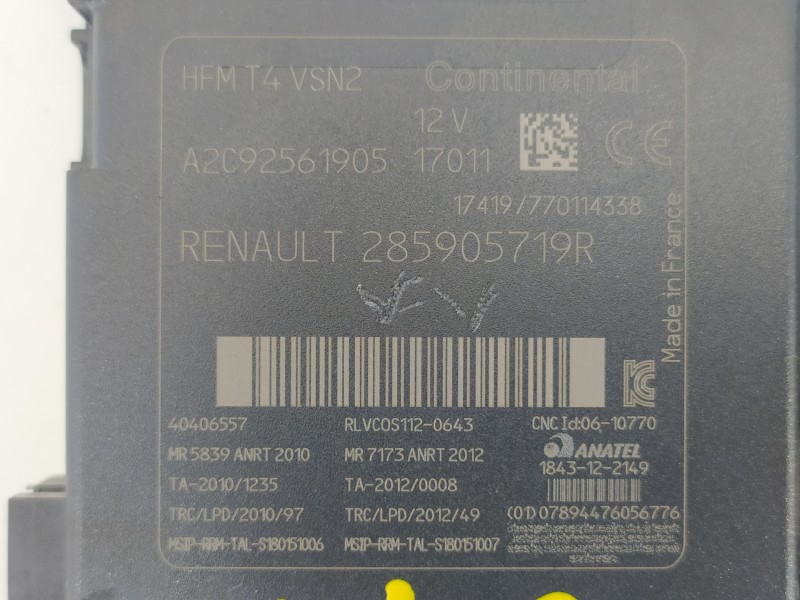 HFM T4 VSN2 Continental
12 V
A2C92561905 17011
CE
17419/770114338
RENAULT 285905719R
Made in France
40406557 RLVCOS112-0643 CNC Id:06-10770
MR 5839 ANRT 2010 MR 7173 ANRT 2012 ANATEL
1843-12-2149
TA-2010/1235 TA-2012/0008
TRC/LPD/2010/97 TRC/LPD/2012/49 (01) 07894476056776
MSIP-RRM-TAL-S180151006 MSIP-RRM-TAL-S180151007